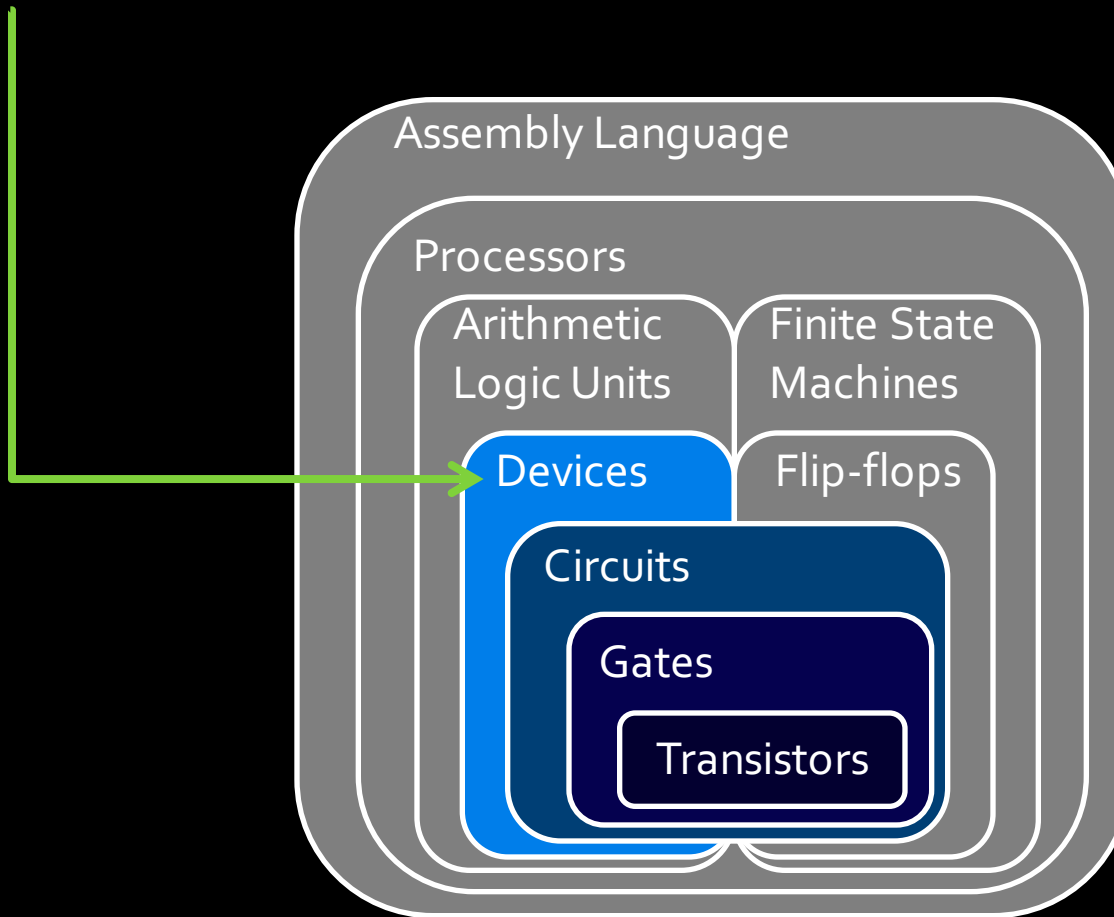 Assembly Language
Processors
Arithmetic
Logic Units
Finite State
Machines
Devices
Flip-flops
Circuits
Gates
Transistors